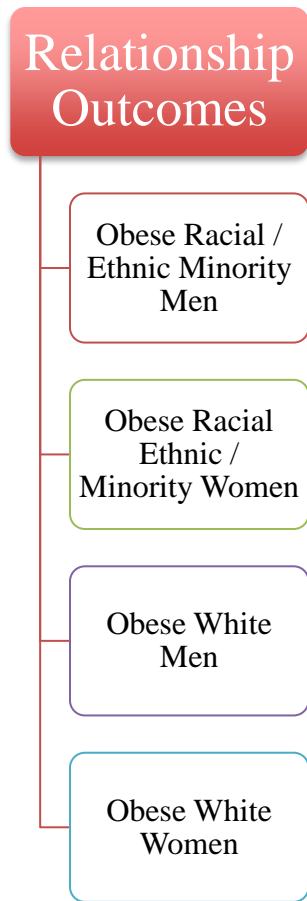 Relationship
Outcomes
Obese Racial /
Ethnic Minority
Men
Obese Racial
Ethnic /
Minority Women
Obese White
Men
Obese White
Women